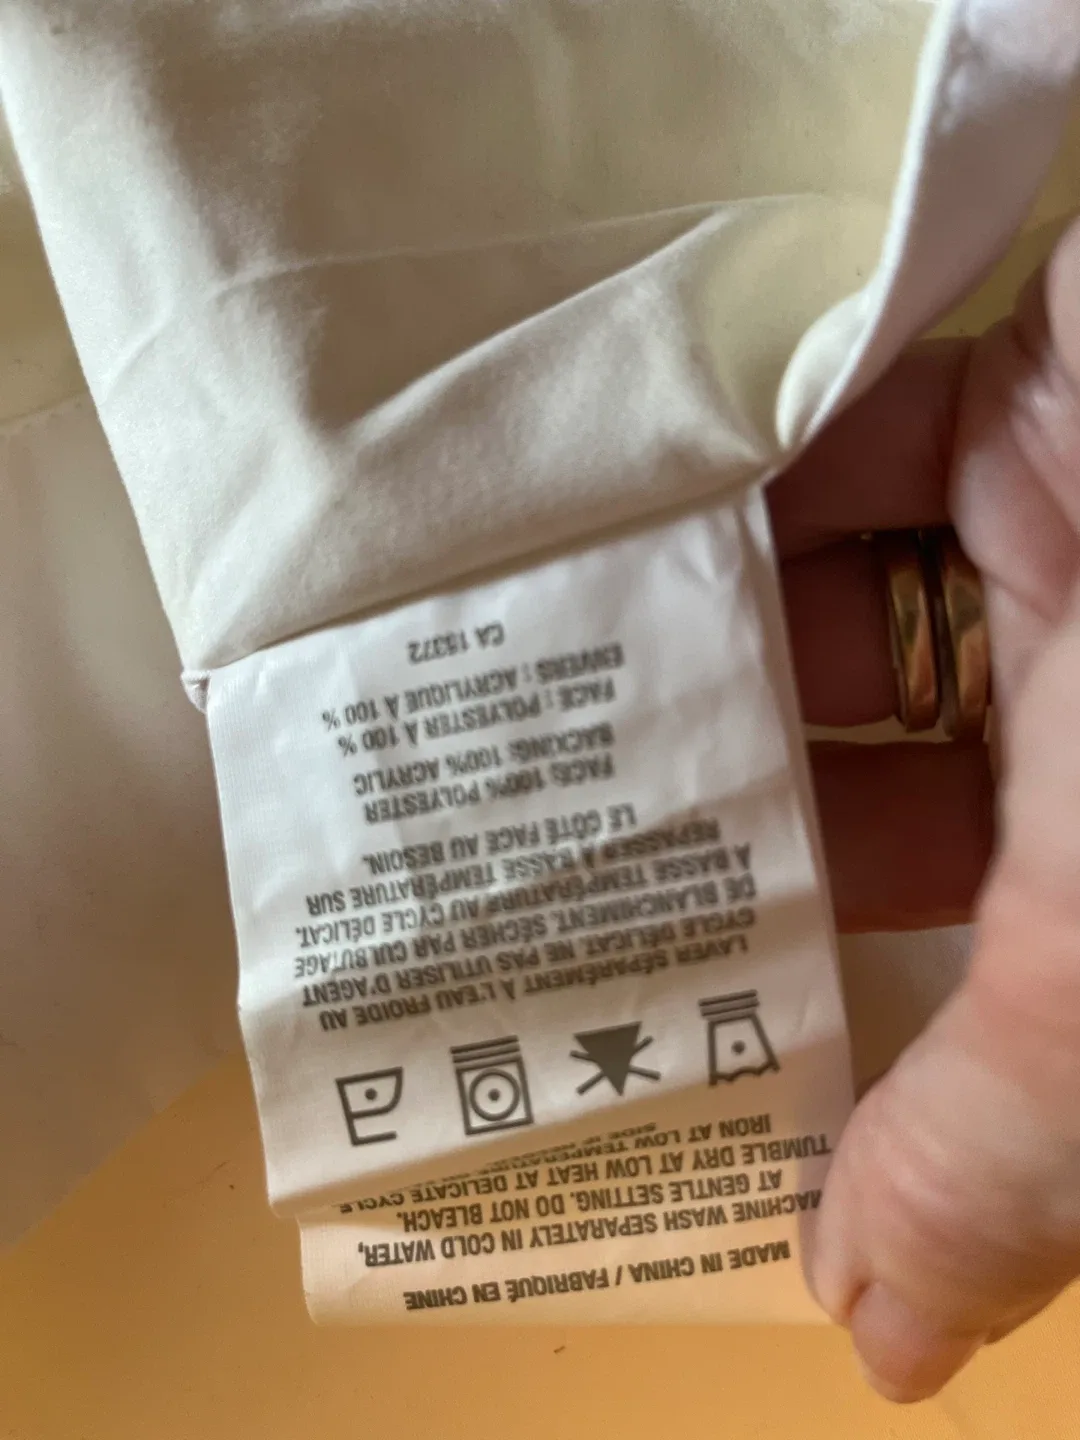 MADE IN CHINA / FABRIQUÉ EN CHINE
MACHINE WASH SEPARATELY IN COLD WATER,
AT GENTLE SETTING. DO NOT BLEACH.
TUMBLE DRY AT LOW HEAT AT DELICATE CYCLE
IRON AT LOW TEMPERATURE
SIDE IF
LAVER SÉPARÉMENT À L'EAU FROIDE AU
CYCLE DÉLICAT. NE PAS UTILISER D'AGENT
DE BLANCHIMENT. SÉCHER PAR CULBUTAGE
À BASSE TEMPÉRATURE AU CYCLE DÉLICAT.
REPASSER À BASSE TEMPÉRATURE SUR
LE CÔTÉ FACE AU BESOIN.
FACE: 100% POLYESTER
BACKING: 100% ACRYLIC
FACE : POLYESTER À 100 %
ENVERS : ACRYLIQUE À 100 %
CA 15372